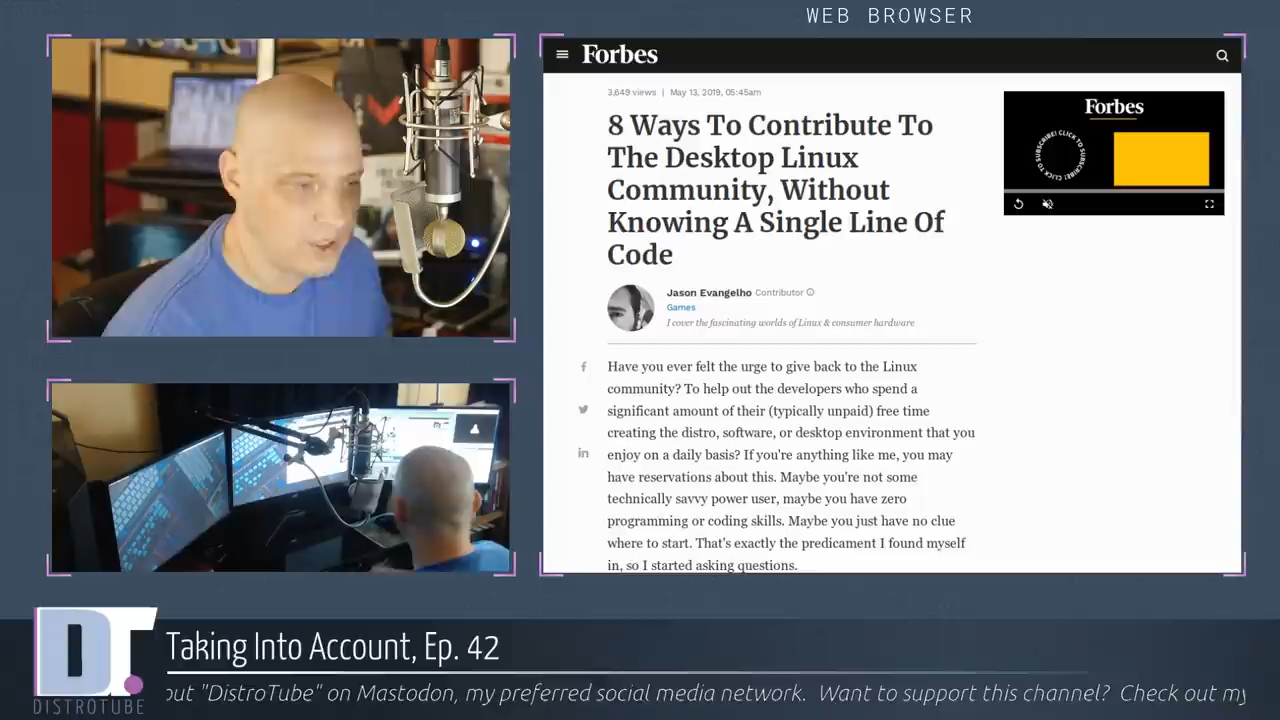 WEB BROWSER
Forbes
3,649 views | May 13, 2019, 05:45am
8 Ways To Contribute To
The Desktop Linux
Community, Without
Knowing A Single Line Of
Code
Jason Evangelho Contributor
Games
I cover the fascinating worlds of Linux & consumer hardware
Have you ever felt the urge to give back to the Linux
community? To help out the developers who spend a
significant amount of their (typically unpaid) free time
creating the distro, software, or desktop environment that you
enjoy on a daily basis? If you're anything like me, you may
have reservations about this. Maybe you're not some
technically savvy power user, maybe you have zero
programming or coding skills. Maybe you just have no clue
where to start. That's exactly the predicament I found myself
in, so I started asking questions.
Forbes
SUBSCRIBE! CLICK TO SUBSCRIBE! CLICK TO
DT
DISTROTUBE
Taking Into Account, Ep. 42
out "DistroTube" on Mastodon, my preferred social media network. Want to support this channel? Check out my